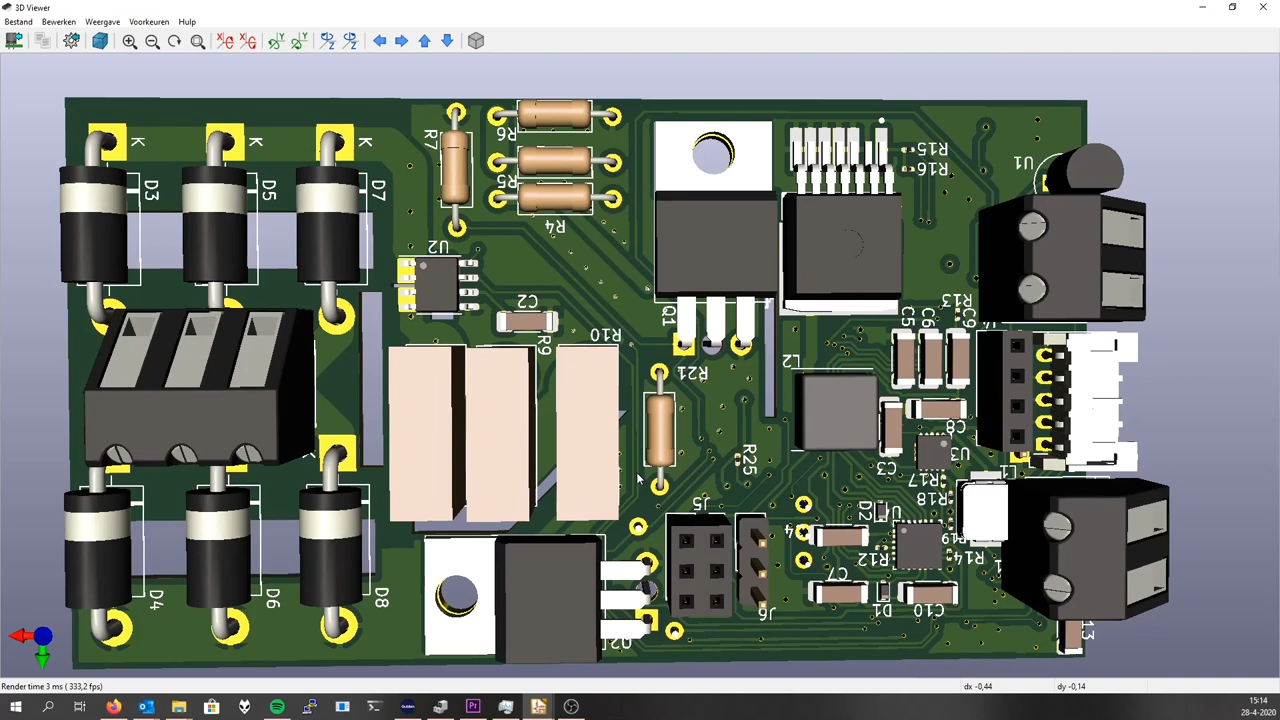 3D Viewer
Bestand Bewerken Weergave Voorkeuren Hulp
K K K
D3 D5 D7
R7
R6
R5
R4
U2
C2
R9
R10
Q1
R21
R15
R16
U1
R13
C5 C6 C9
L2
C8
C3
U3
R17
R18
L1
R25
J5
J6
D2
R12
R19
R14
C7
D1
C10
D4 D6 D8
Render time 3 ms ( 333,2 fps)
dx -0,44
dy -0,14
Pr
15:14
28-4-2020